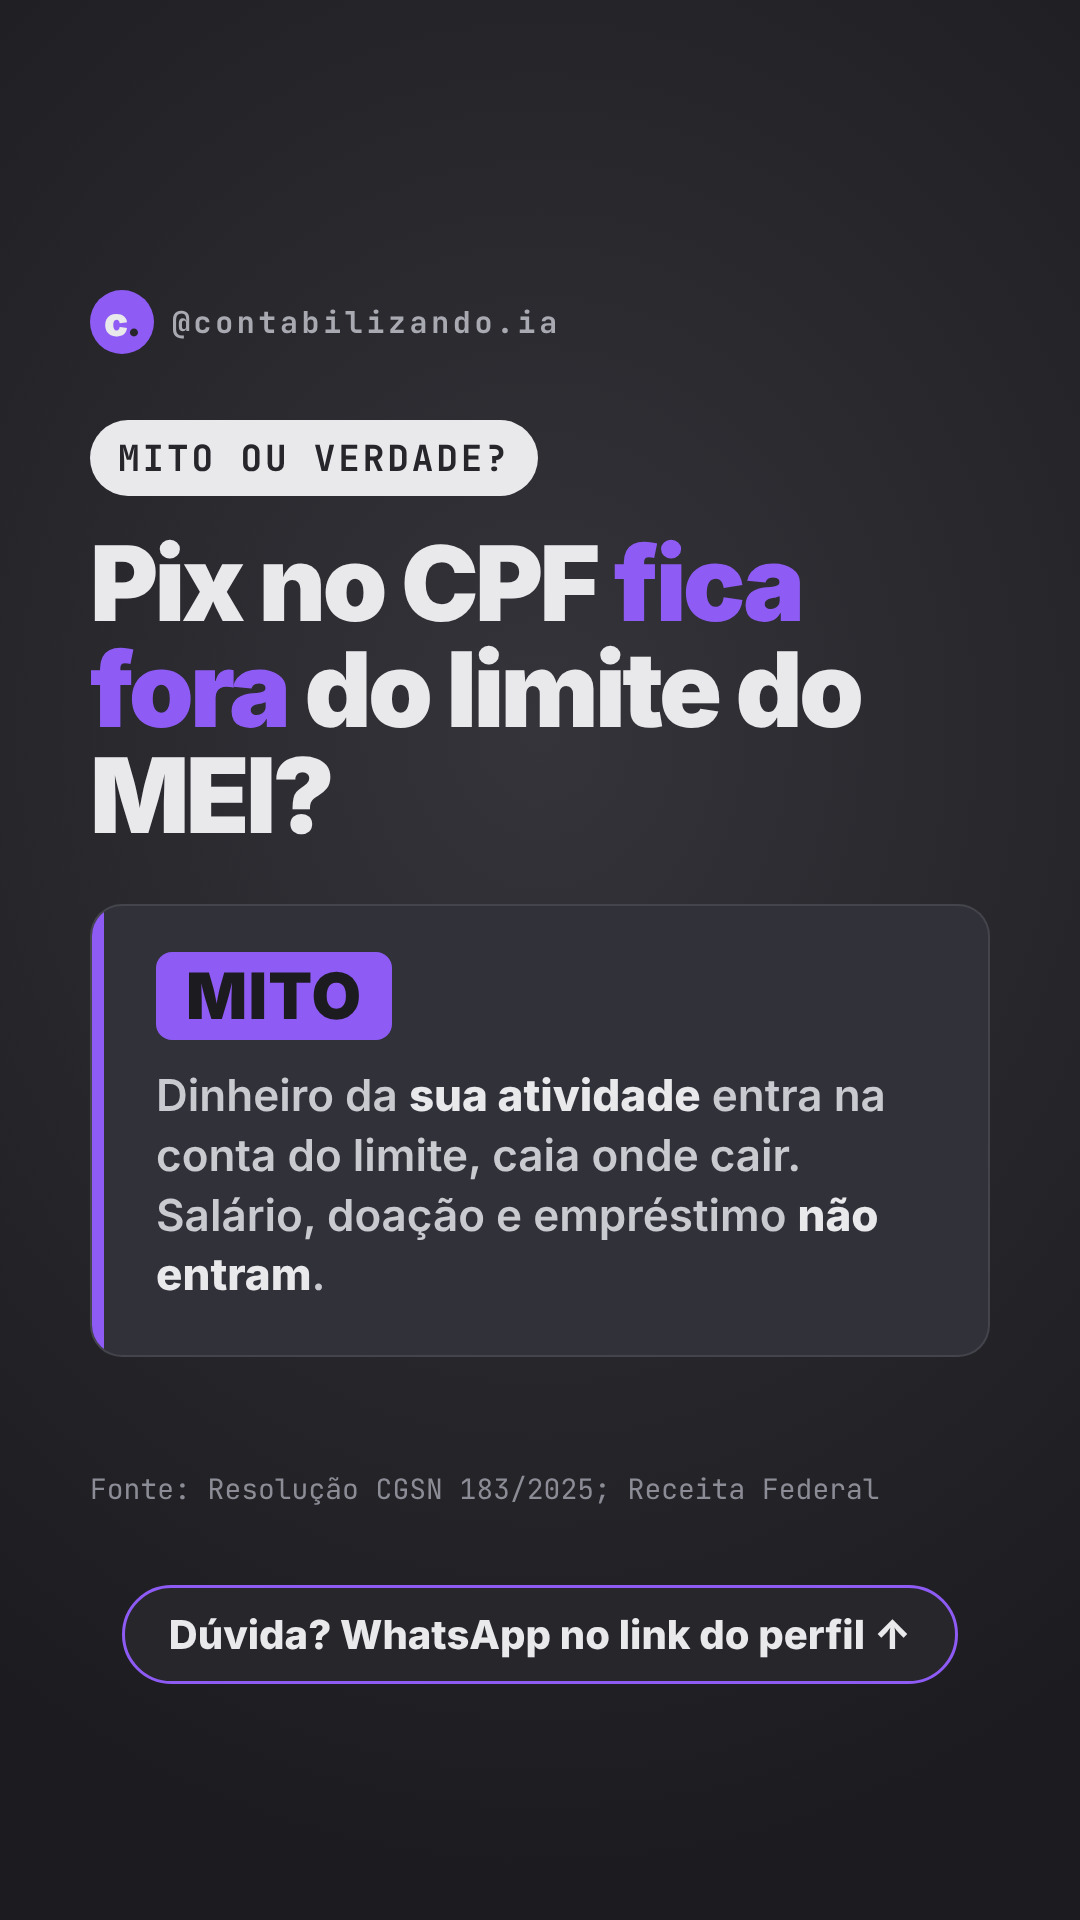 c.
@contabilizando.ia
MITO OU VERDADE?
Pix no CPF fica
fora do limite do
MEI?
MITO
Dinheiro da sua atividade entra na
conta do limite, caia onde cair.
Salário, doação e empréstimo não
entram.
Fonte: Resolução CGSN 183/2025; Receita Federal
Dúvida? WhatsApp no link do perfil ↑